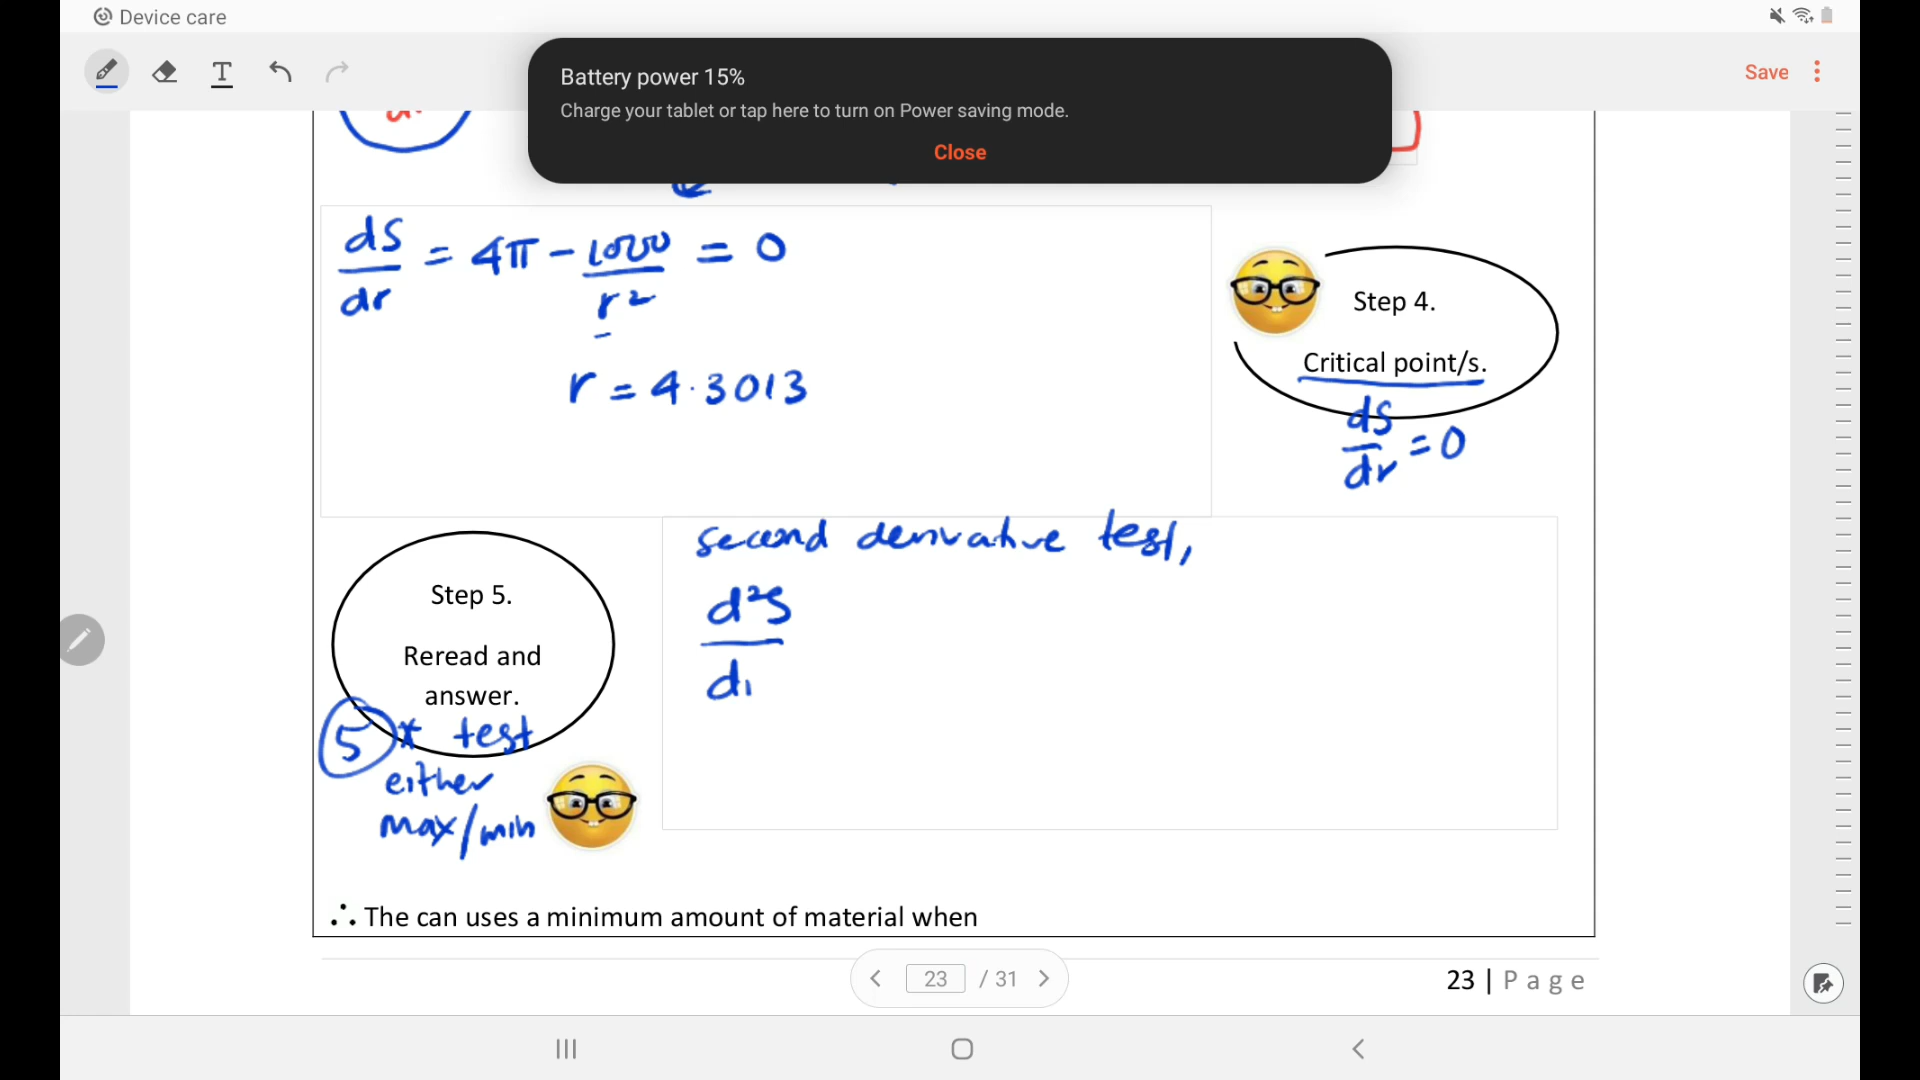 Device care
Battery power 15%
Charge your tablet or tap here to turn on Power saving mode.
Close
Save
dS/dr = 4π - 1000/r² = 0
r = 4.3013
Step 4.
Critical point/s.
dS/dr = 0
second derivative test,
d²S
d
Step 5.
Reread and
answer.
5 * test
either
max/min
∴ The can uses a minimum amount of material when
23 / 31
23 | Page